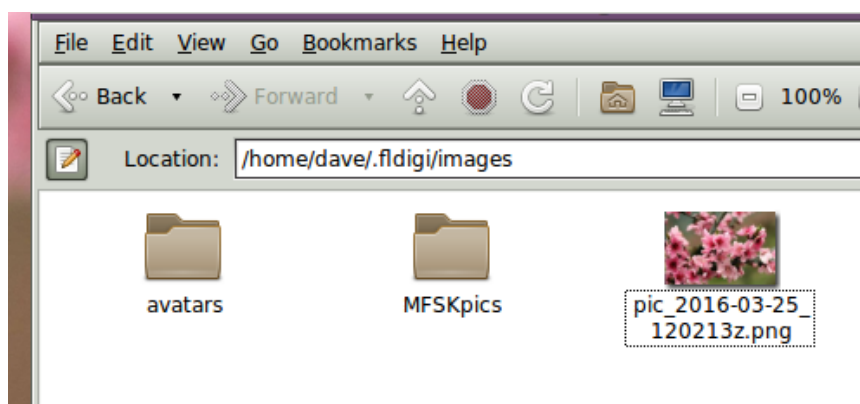 File Edit View Go Bookmarks Help
Back Forward 100%
Location: /home/dave/.fldigi/images
avatars MFSKpics pic_2016-03-25_
120213z.png